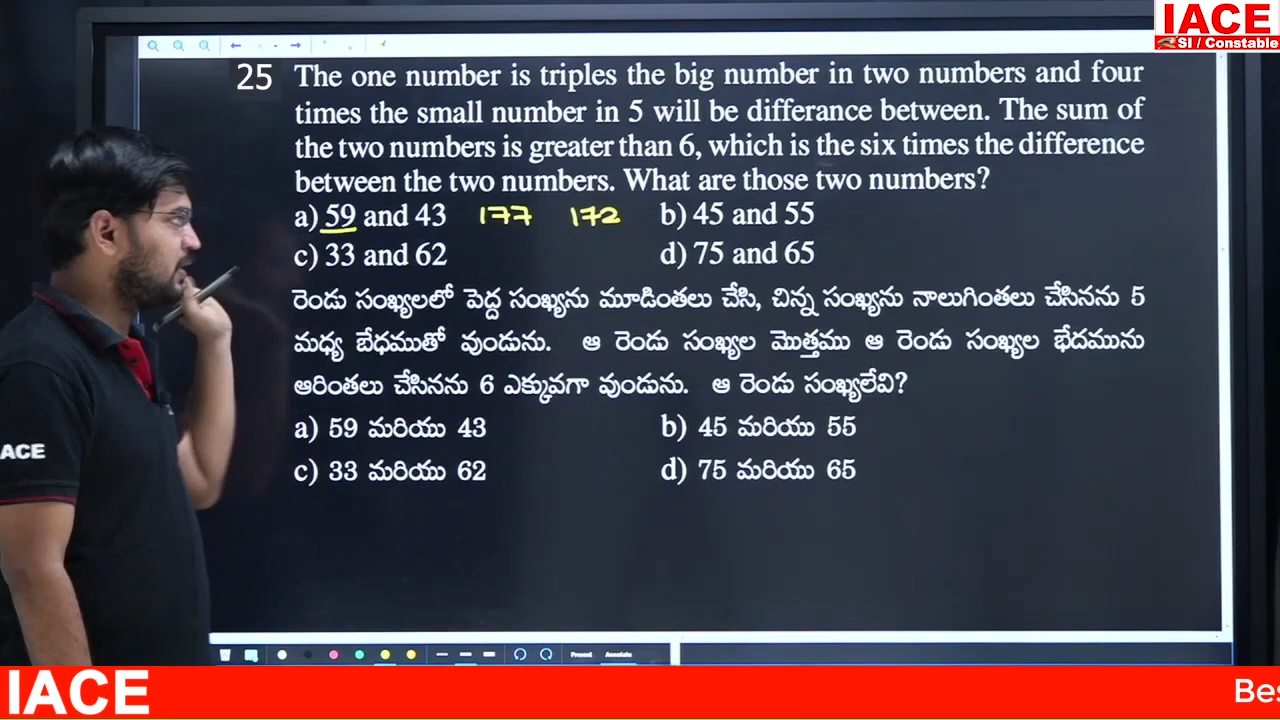 IACE
SI / Constable
25 The one number is triples the big number in two numbers and four
times the small number in 5 will be differance between. The sum of
the two numbers is greater than 6, which is the six times the difference
between the two numbers. What are those two numbers?
a) 59 and 43 177 172 b) 45 and 55
c) 33 and 62 d) 75 and 65
రెండు సంఖ్యలలో పెద్ద సంఖ్యను మూడింతలు చేసి, చిన్న సంఖ్యను నాలుగింతలు చేసినను 5
మధ్య బేధముతో వుండును. ఆ రెండు సంఖ్యల మొత్తము ఆ రెండు సంఖ్యల భేదమును
ఆరింతలు చేసినను 6 ఎక్కువగా వుండును. ఆ రెండు సంఖ్యలేవి?
a) 59 మరియు 43 b) 45 మరియు 55
c) 33 మరియు 62 d) 75 మరియు 65
IACE
Present Annotate
IACE Bes